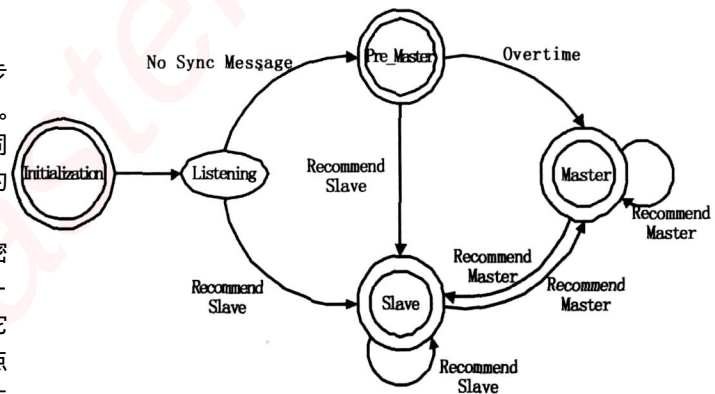 No Sync Message
Pre_Master
Overtime
Initialization
Listening
Recommend
Slave
Master
Recommend
Master
Recommend
Slave
Recommend
Master
Recommend
Master
Slave
Recommend
Slave